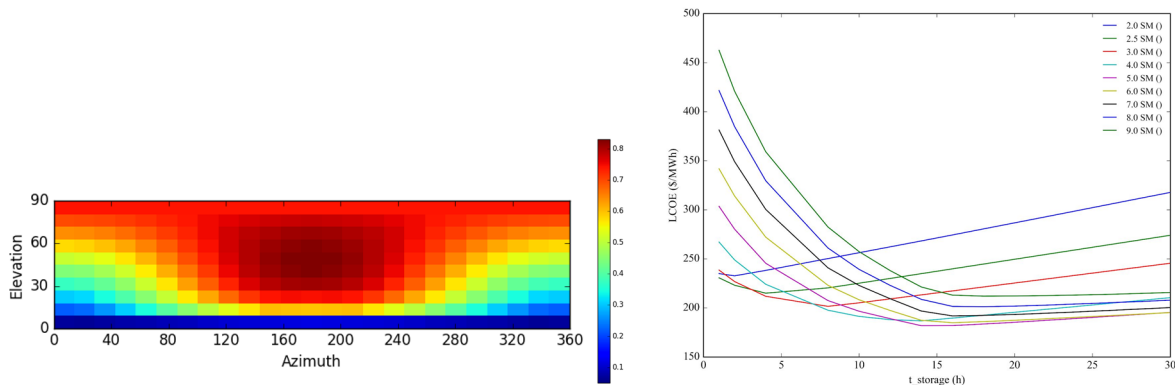 90
60
30
0
Elevation
0 40 80 120 160 200 240 280 320 360
Azimuth
0.8
0.7
0.6
0.5
0.4
0.3
0.2
0.1
500
450
400
350
300
250
200
150
LCOE ($/MWh)
0 5 10 15 20 25 30
t_storage (h)
2.0 SM ()
2.5 SM ()
3.0 SM ()
4.0 SM ()
5.0 SM ()
6.0 SM ()
7.0 SM ()
8.0 SM ()
9.0 SM ()